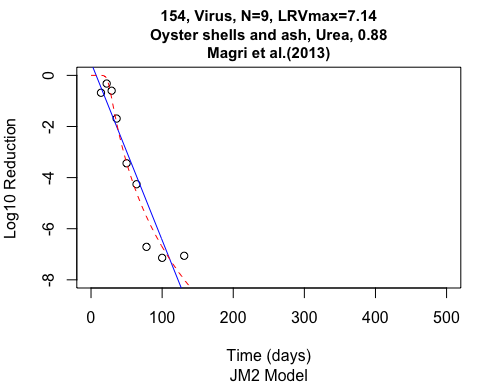 154, Virus, N=9, LRVmax=7.14
Oyster shells and ash, Urea, 0.88
Magri et al.(2013)
Log10 Reduction
0
-2
-4
-6
-8
0 100 200 300 400 500
Time (days)
JM2 Model